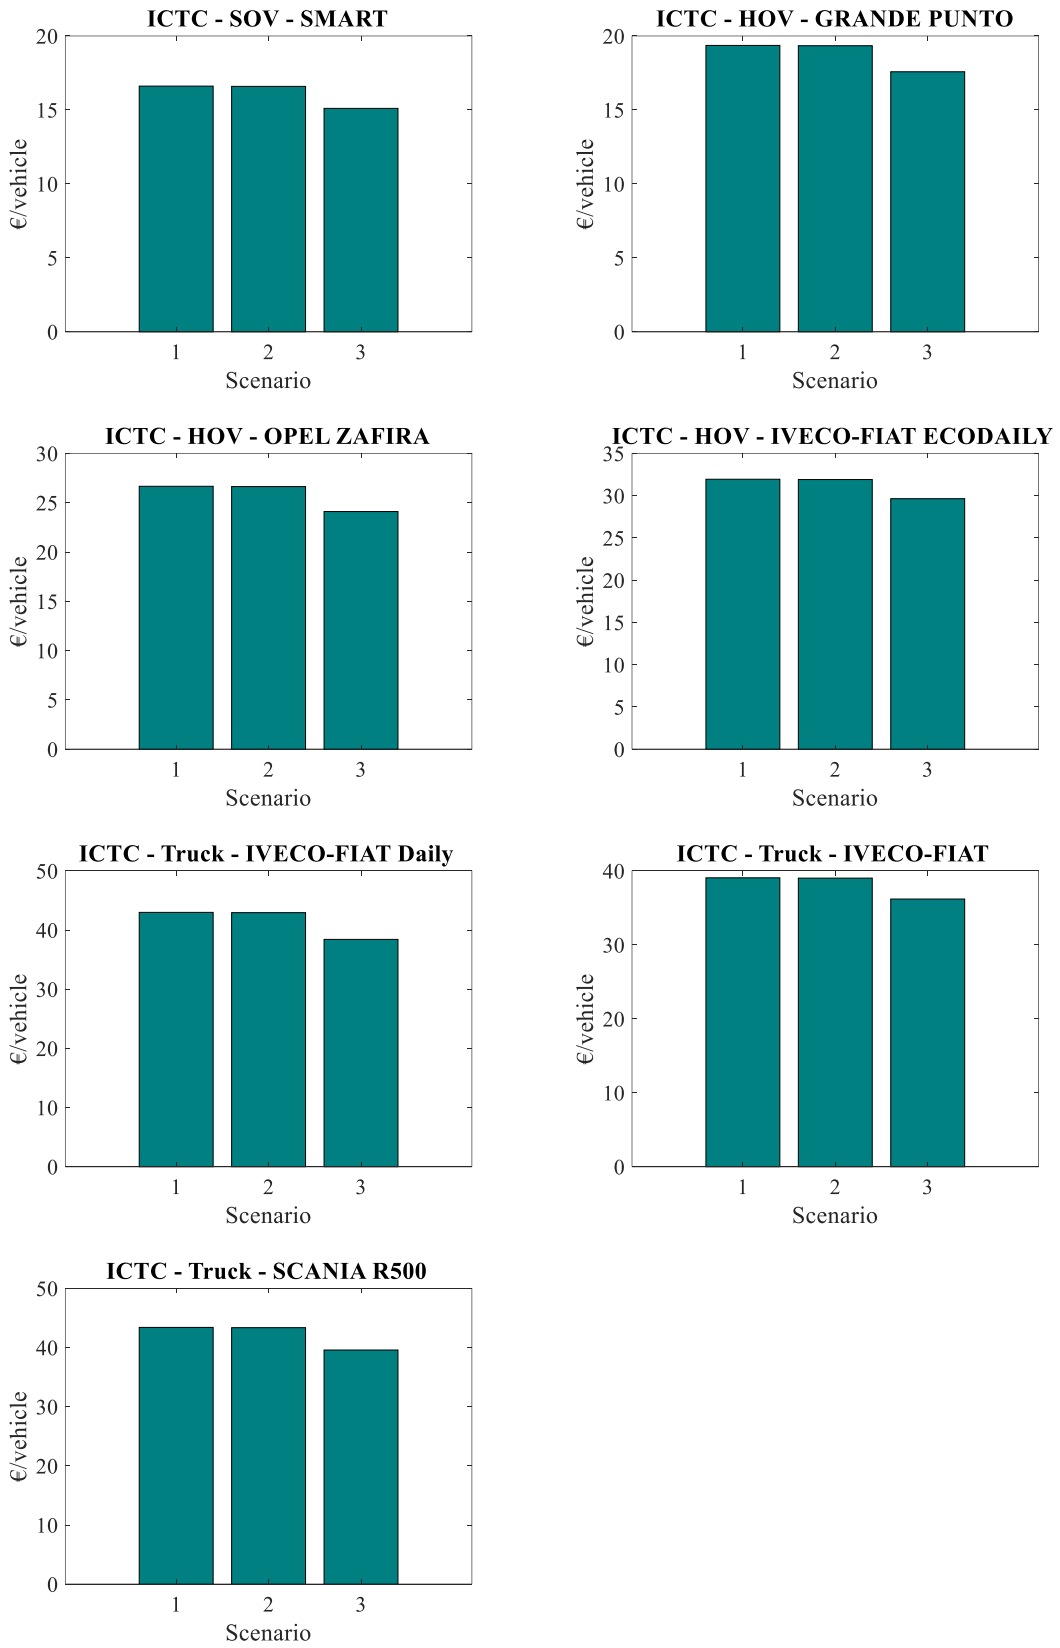 ICTC - SOV - SMART
20
15
10
5
0
€/vehicle
1 2 3
Scenario
ICTC - HOV - GRANDE PUNTO
20
15
10
5
0
€/vehicle
1 2 3
Scenario
ICTC - HOV - OPEL ZAFIRA
30
25
20
15
10
5
0
€/vehicle
1 2 3
Scenario
ICTC - HOV - IVECO-FIAT ECODAILY
35
30
25
20
15
10
5
0
€/vehicle
1 2 3
Scenario
ICTC - Truck - IVECO-FIAT Daily
50
40
30
20
10
0
€/vehicle
1 2 3
Scenario
ICTC - Truck - IVECO-FIAT
40
30
20
10
0
€/vehicle
1 2 3
Scenario
ICTC - Truck - SCANIA R500
50
40
30
20
10
0
€/vehicle
1 2 3
Scenario